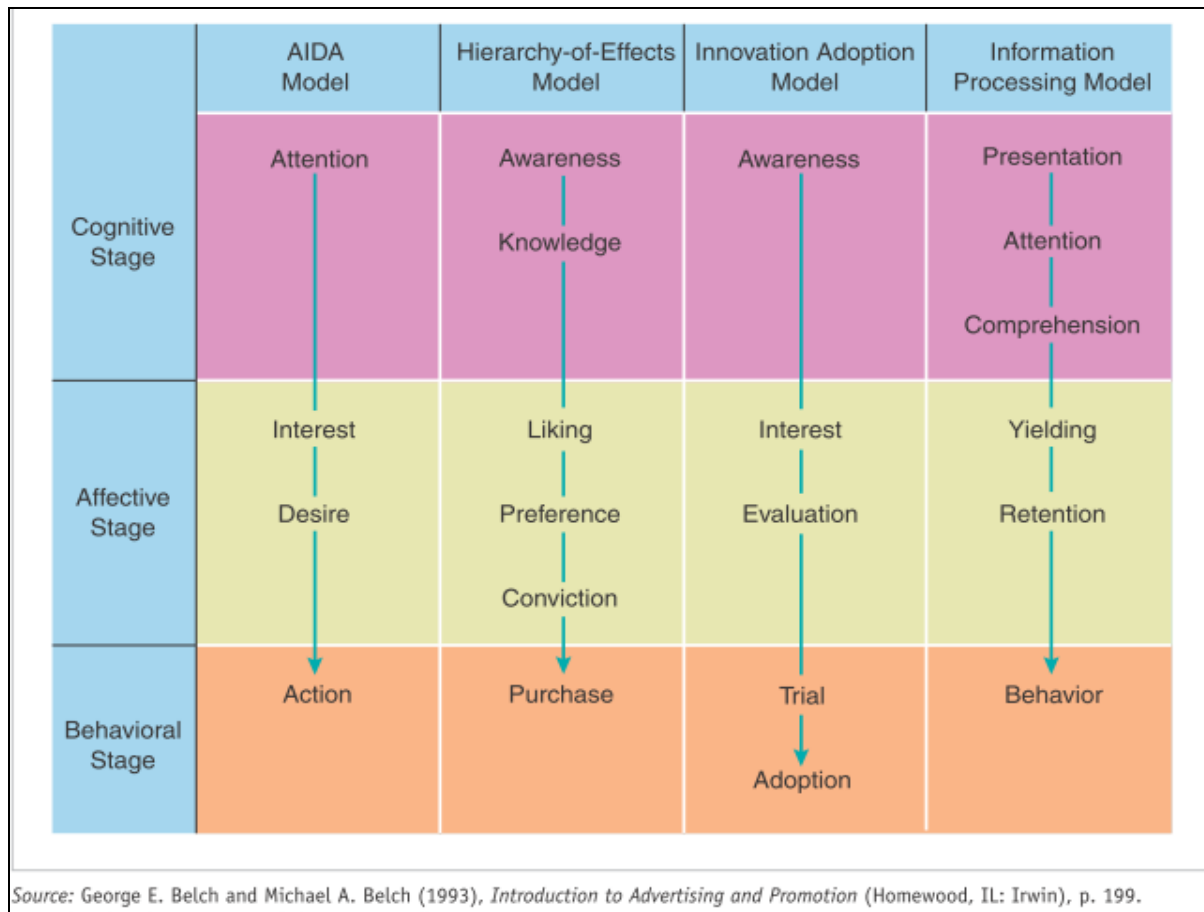 AIDA
Model
Hierarchy-of-Effects
Model
Innovation Adoption
Model
Information
Processing Model
Cognitive
Stage
Attention
Awareness
Knowledge
Awareness
Presentation
Attention
Comprehension
Affective
Stage
Interest
Desire
Liking
Preference
Conviction
Interest
Evaluation
Yielding
Retention
Behavioral
Stage
Action
Purchase
Trial
Adoption
Behavior
Source: George E. Belch and Michael A. Belch (1993), Introduction to Advertising and Promotion (Homewood, IL: Irwin), p. 199.